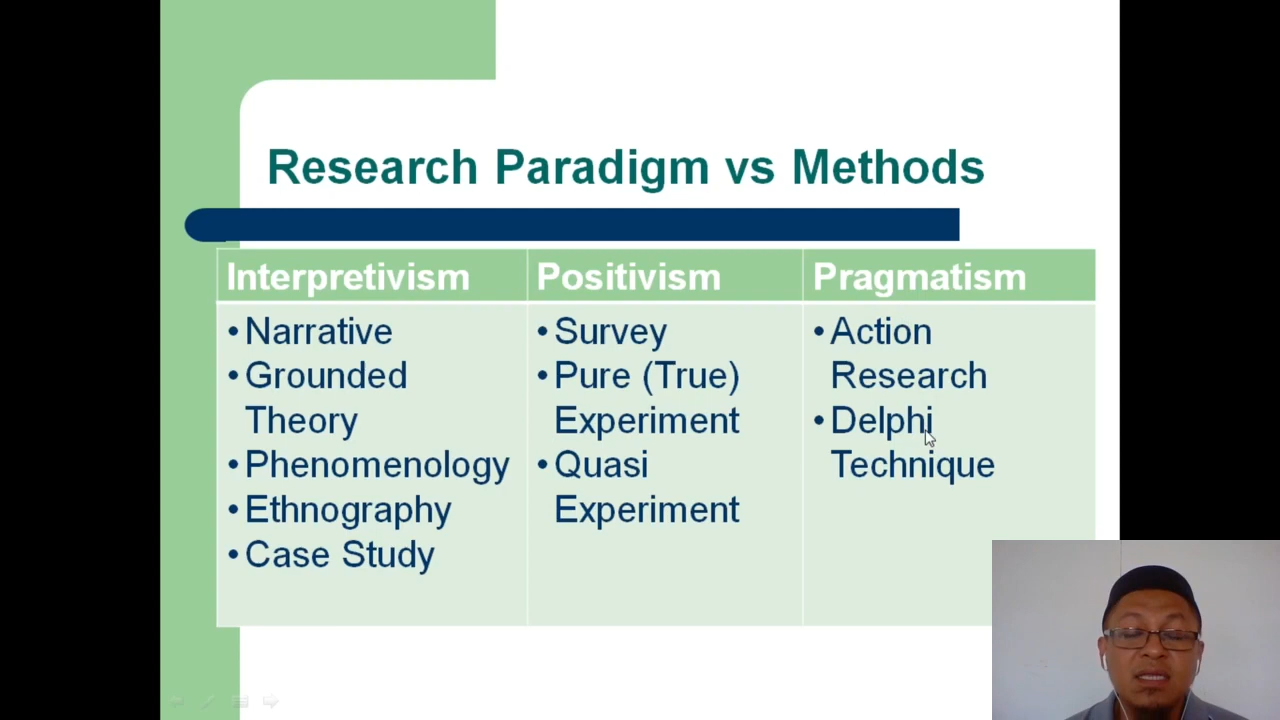 Research Paradigm vs Methods
Interpretivism
• Narrative
• Grounded
Theory
• Phenomenology
• Ethnography
• Case Study
Positivism
• Survey
• Pure (True)
Experiment
• Quasi
Experiment
Pragmatism
• Action
Research
• Delphi
Technique